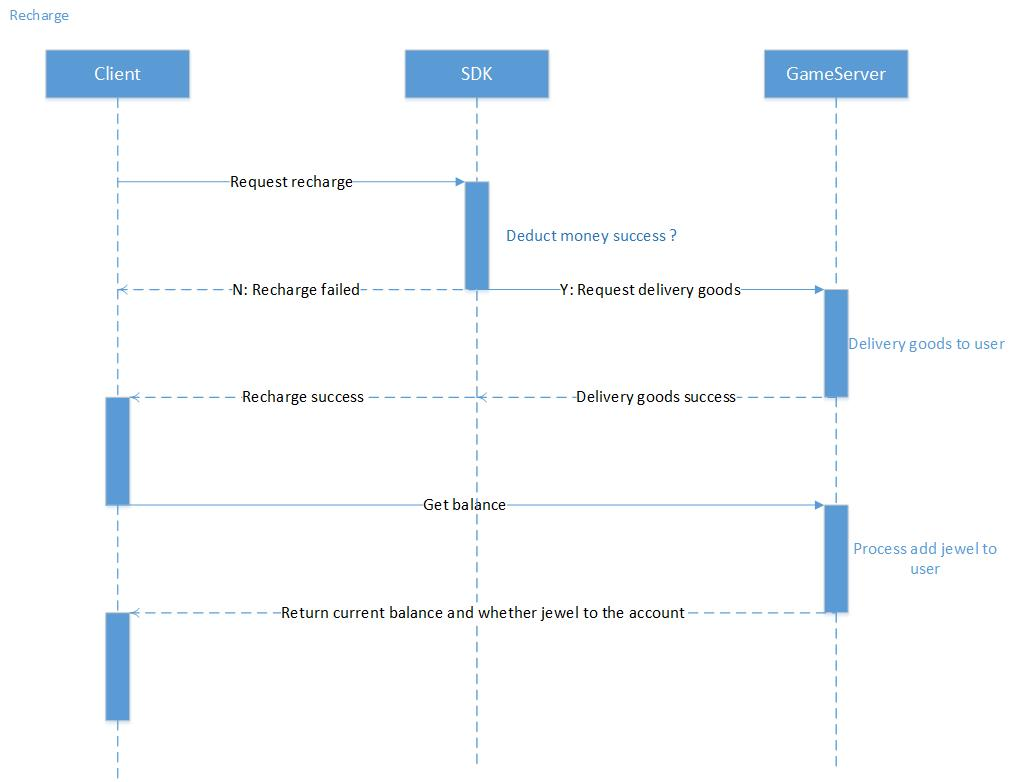 Recharge
Client
SDK
GameServer
Request recharge
Deduct money success ?
N: Recharge failed
Y: Request delivery goods
Delivery goods to user
Recharge success
Delivery goods success
Get balance
Process add jewel to
user
Return current balance and whether jewel to the account